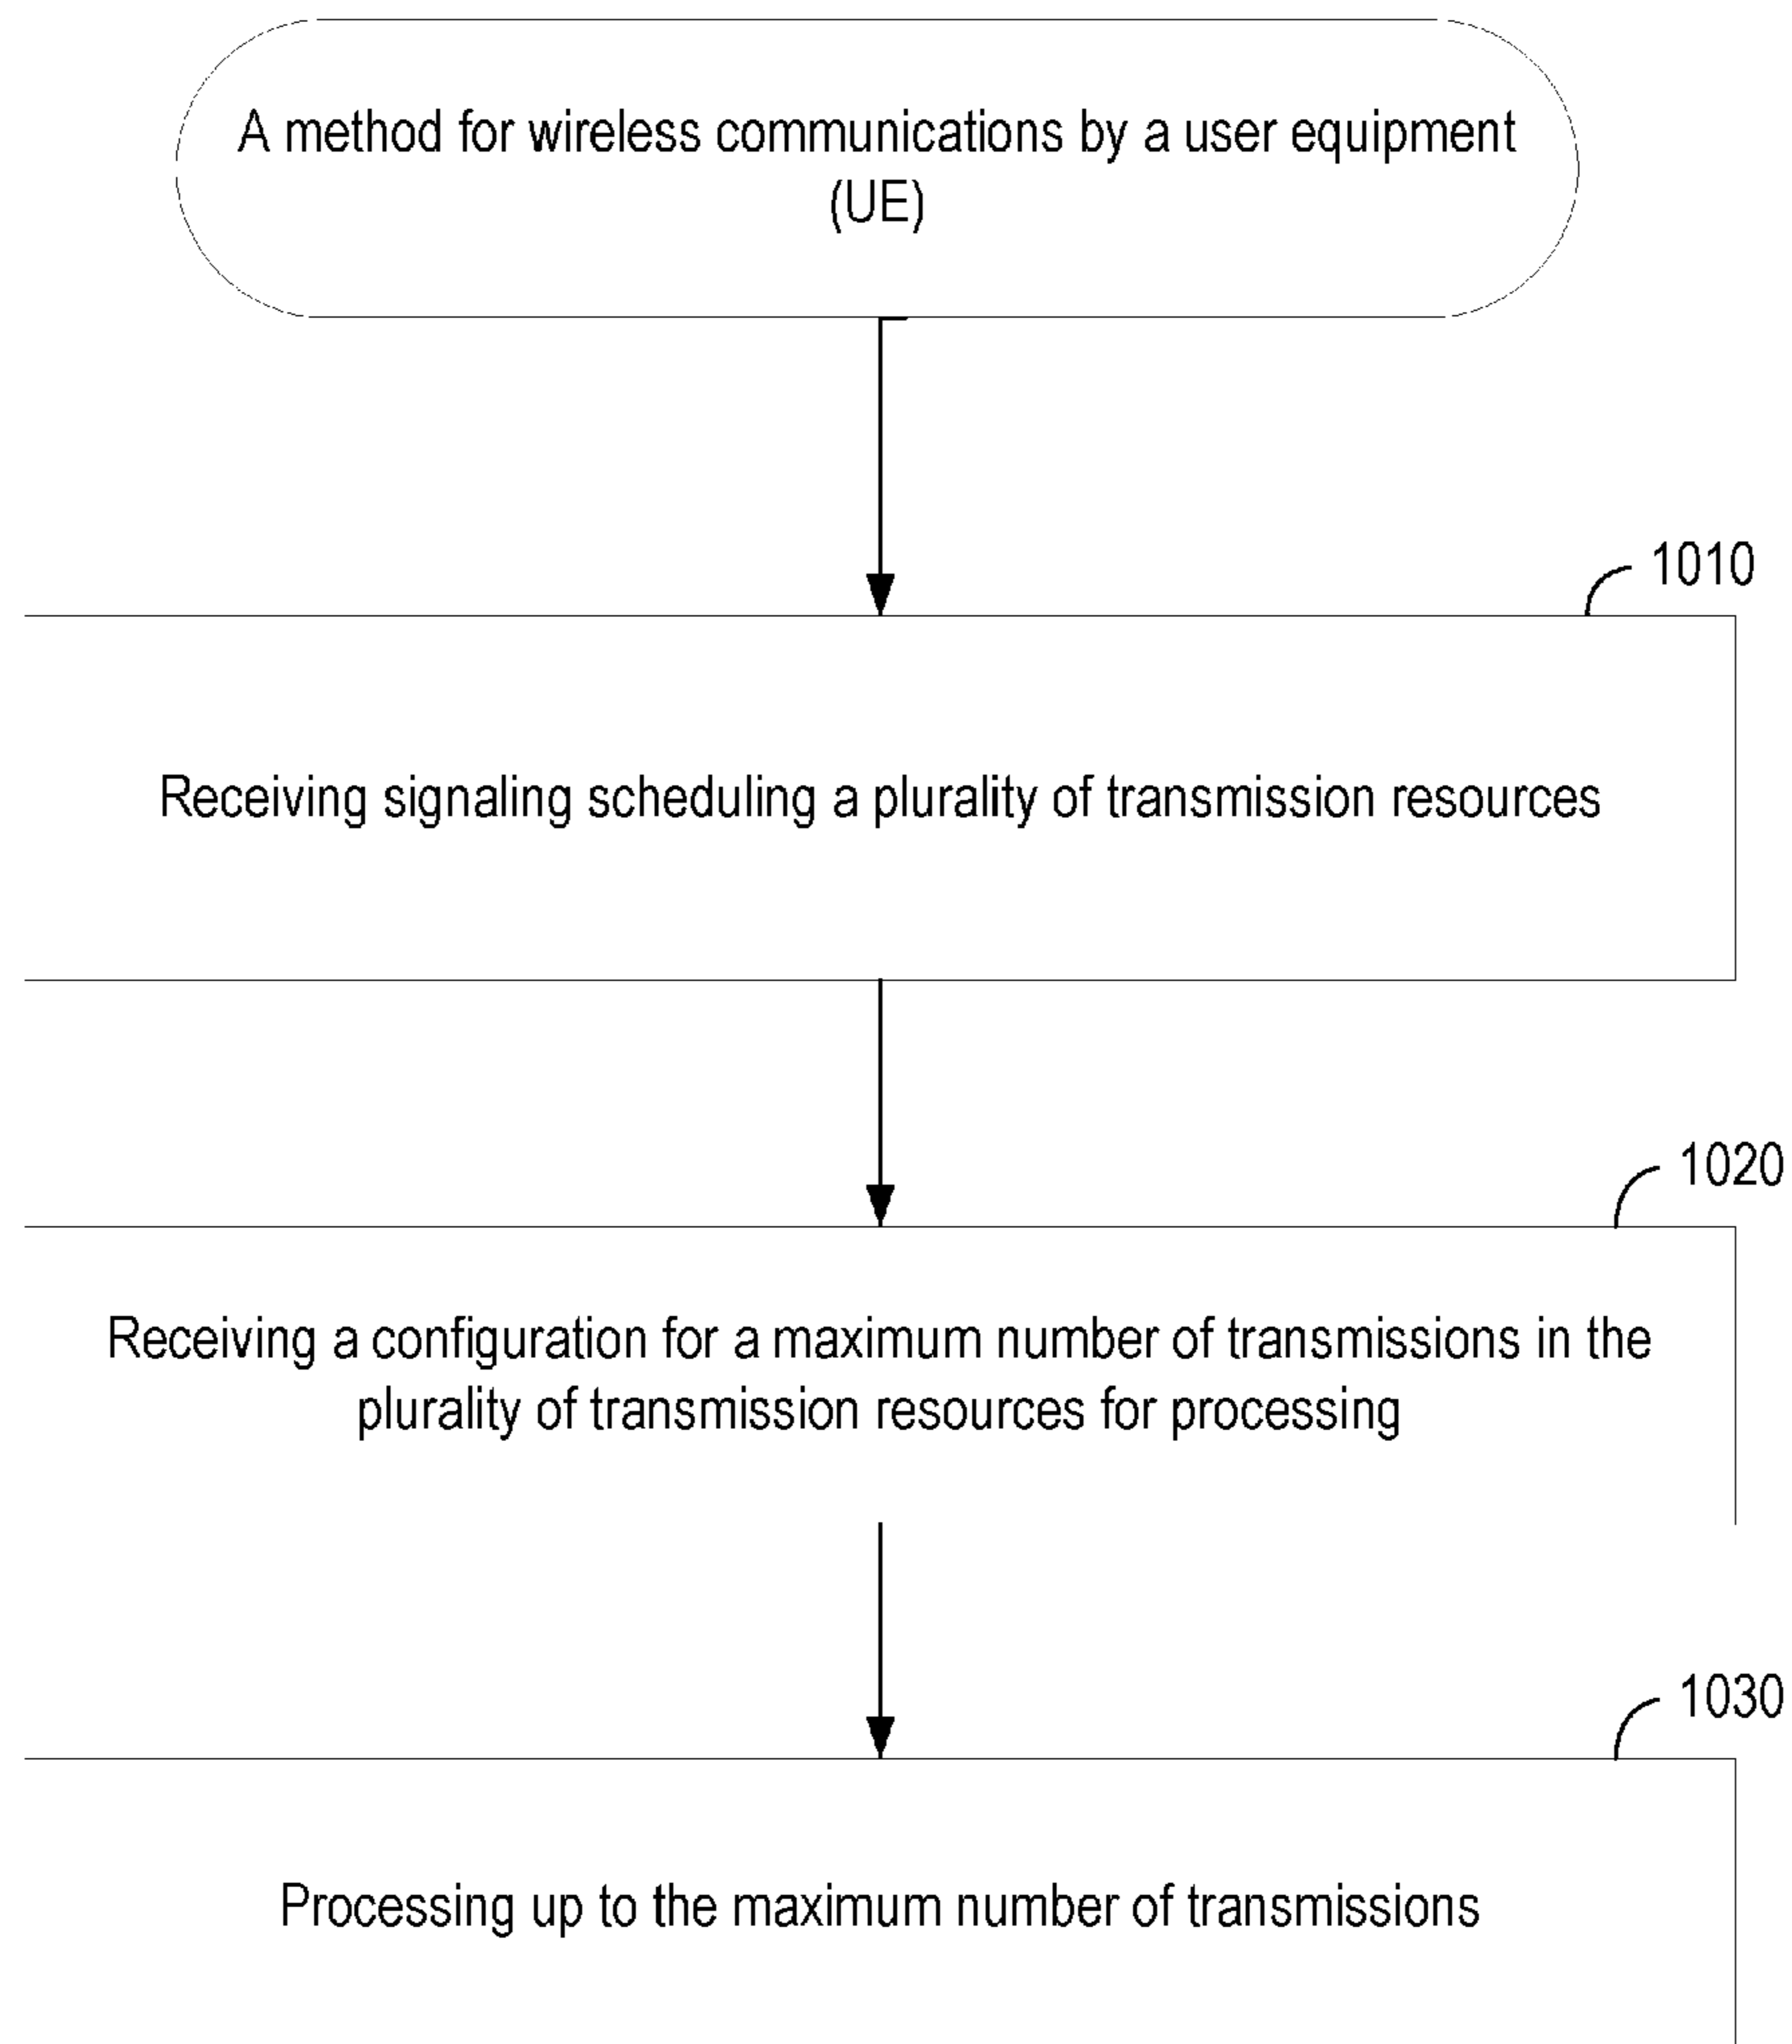 A method for wireless communications by a user equipment
(UE)
1010
Receiving signaling scheduling a plurality of transmission resources
1020
Receiving a configuration for a maximum number of transmissions in the
plurality of transmission resources for processing
1030
Processing up to the maximum number of transmissions